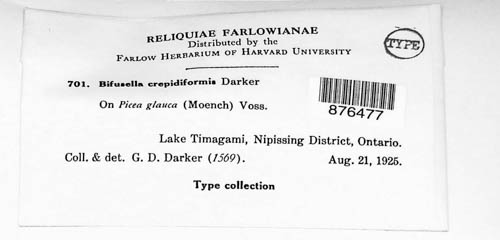 RELIQUIAE FARLOWIANAE
Distributed by the
FARLOW HERBARIUM OF HARVARD UNIVERSITY
TYPE
701. Bifusella crepidiformis Darker
On Picea glauca (Moench) Voss.
876477
Lake Timagami, Nipissing District, Ontario.
Coll. & det. G. D. Darker (1569). Aug. 21, 1925.
Type collection